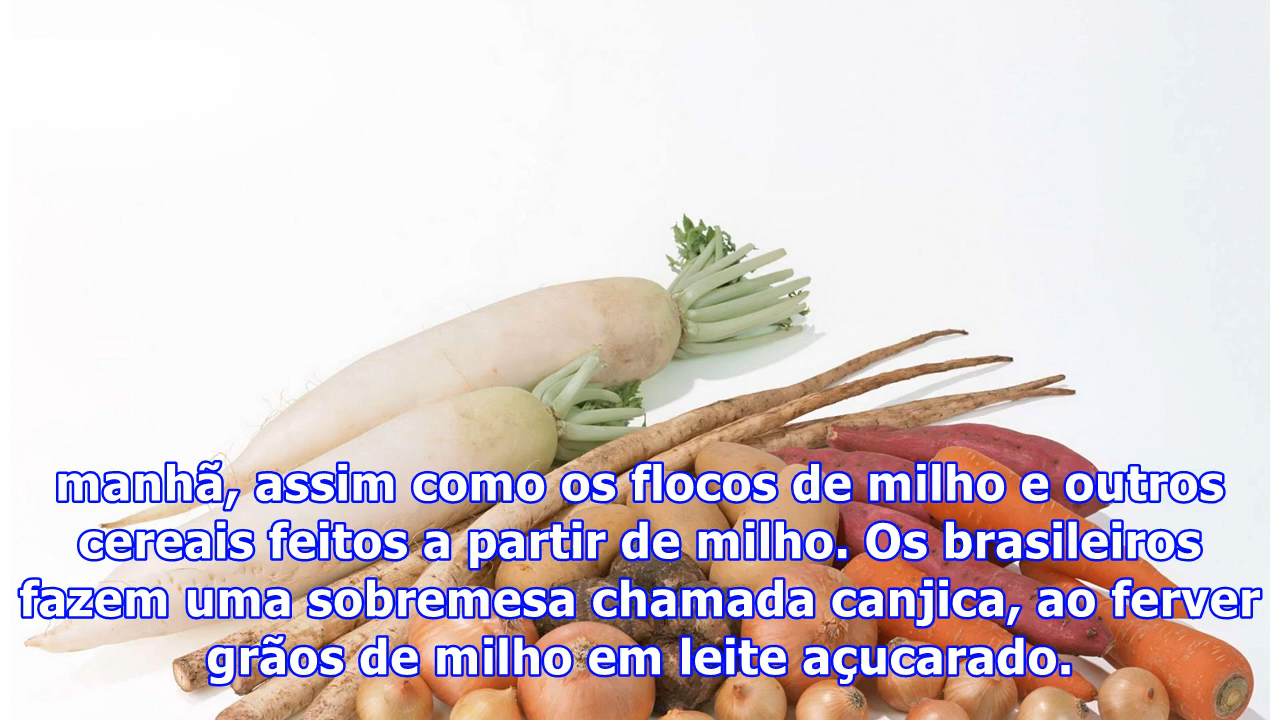 manhã, assim como os flocos de milho e outros
cereais feitos a partir de milho. Os brasileiros
fazem uma sobremesa chamada canjica, ao ferver
grãos de milho em leite açucarado.